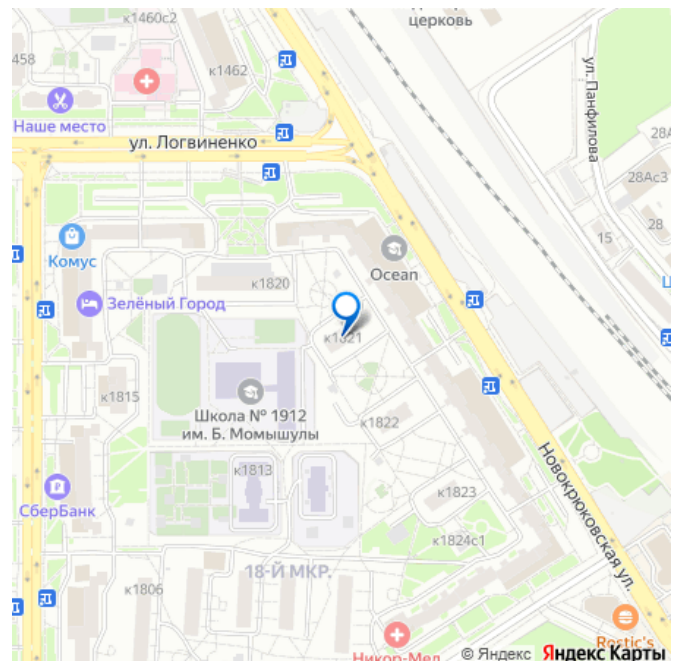 к1460с2
церковь
458
к1462
Наше место
ул. Логвиненко
ул. Панфилова
28Ас3
28
15
Комус
Ocean
к1820
Зелёный Город
к1821
к1815
Школа № 1912
им. Б. Момышулы
к1822
к1813
СберБанк
к1823
Новокрюковская ул.
к1824с1
18-Й МКР.
к1806
Никор-Мед
Rostic's
© Яндекс Яндекс Карты